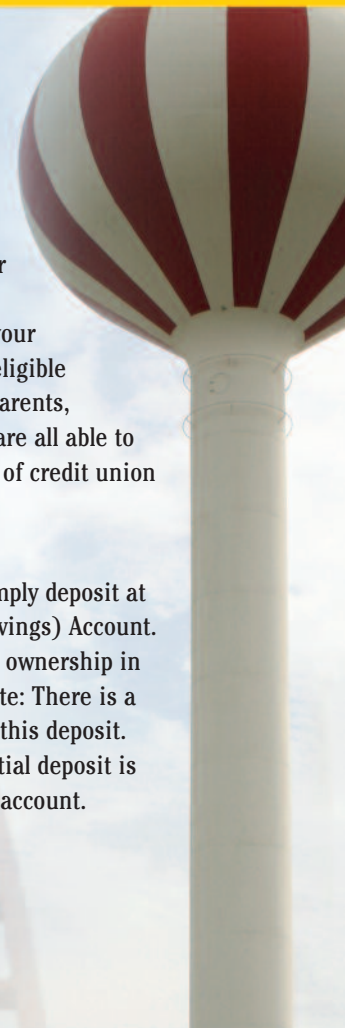 r
your
eligible
arents,
are all able to
of credit union
mply deposit at
vings) Account.
ownership in
te: There is a
this deposit.
tial deposit is
account.